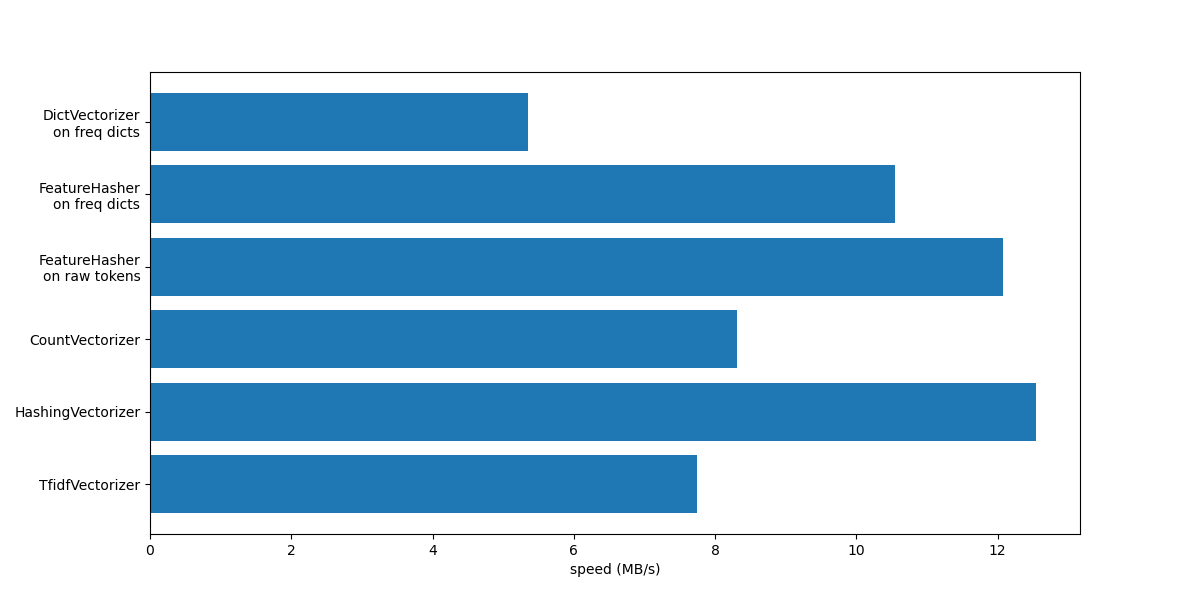 DictVectorizer
on freq dicts
FeatureHasher
on freq dicts
FeatureHasher
on raw tokens
CountVectorizer
HashingVectorizer
TfidfVectorizer
0 2 4 6 8 10 12
speed (MB/s)